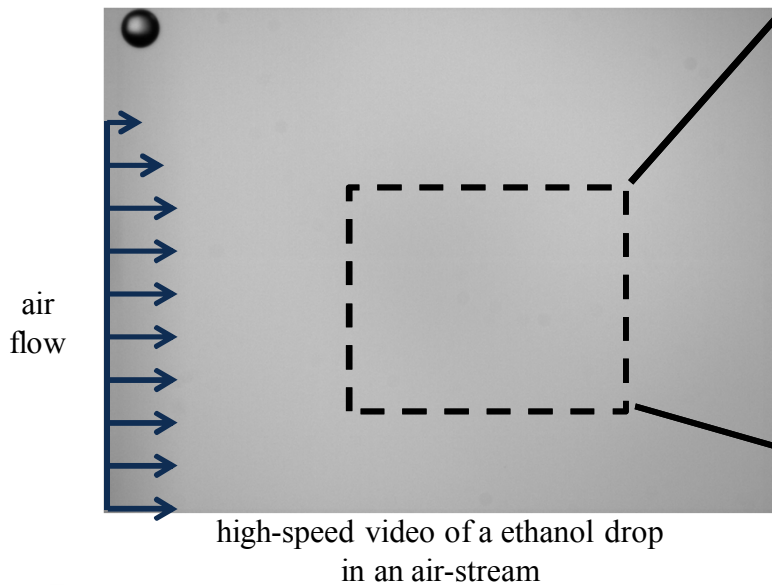 air
flow
high-speed video of a ethanol drop
in an air-stream